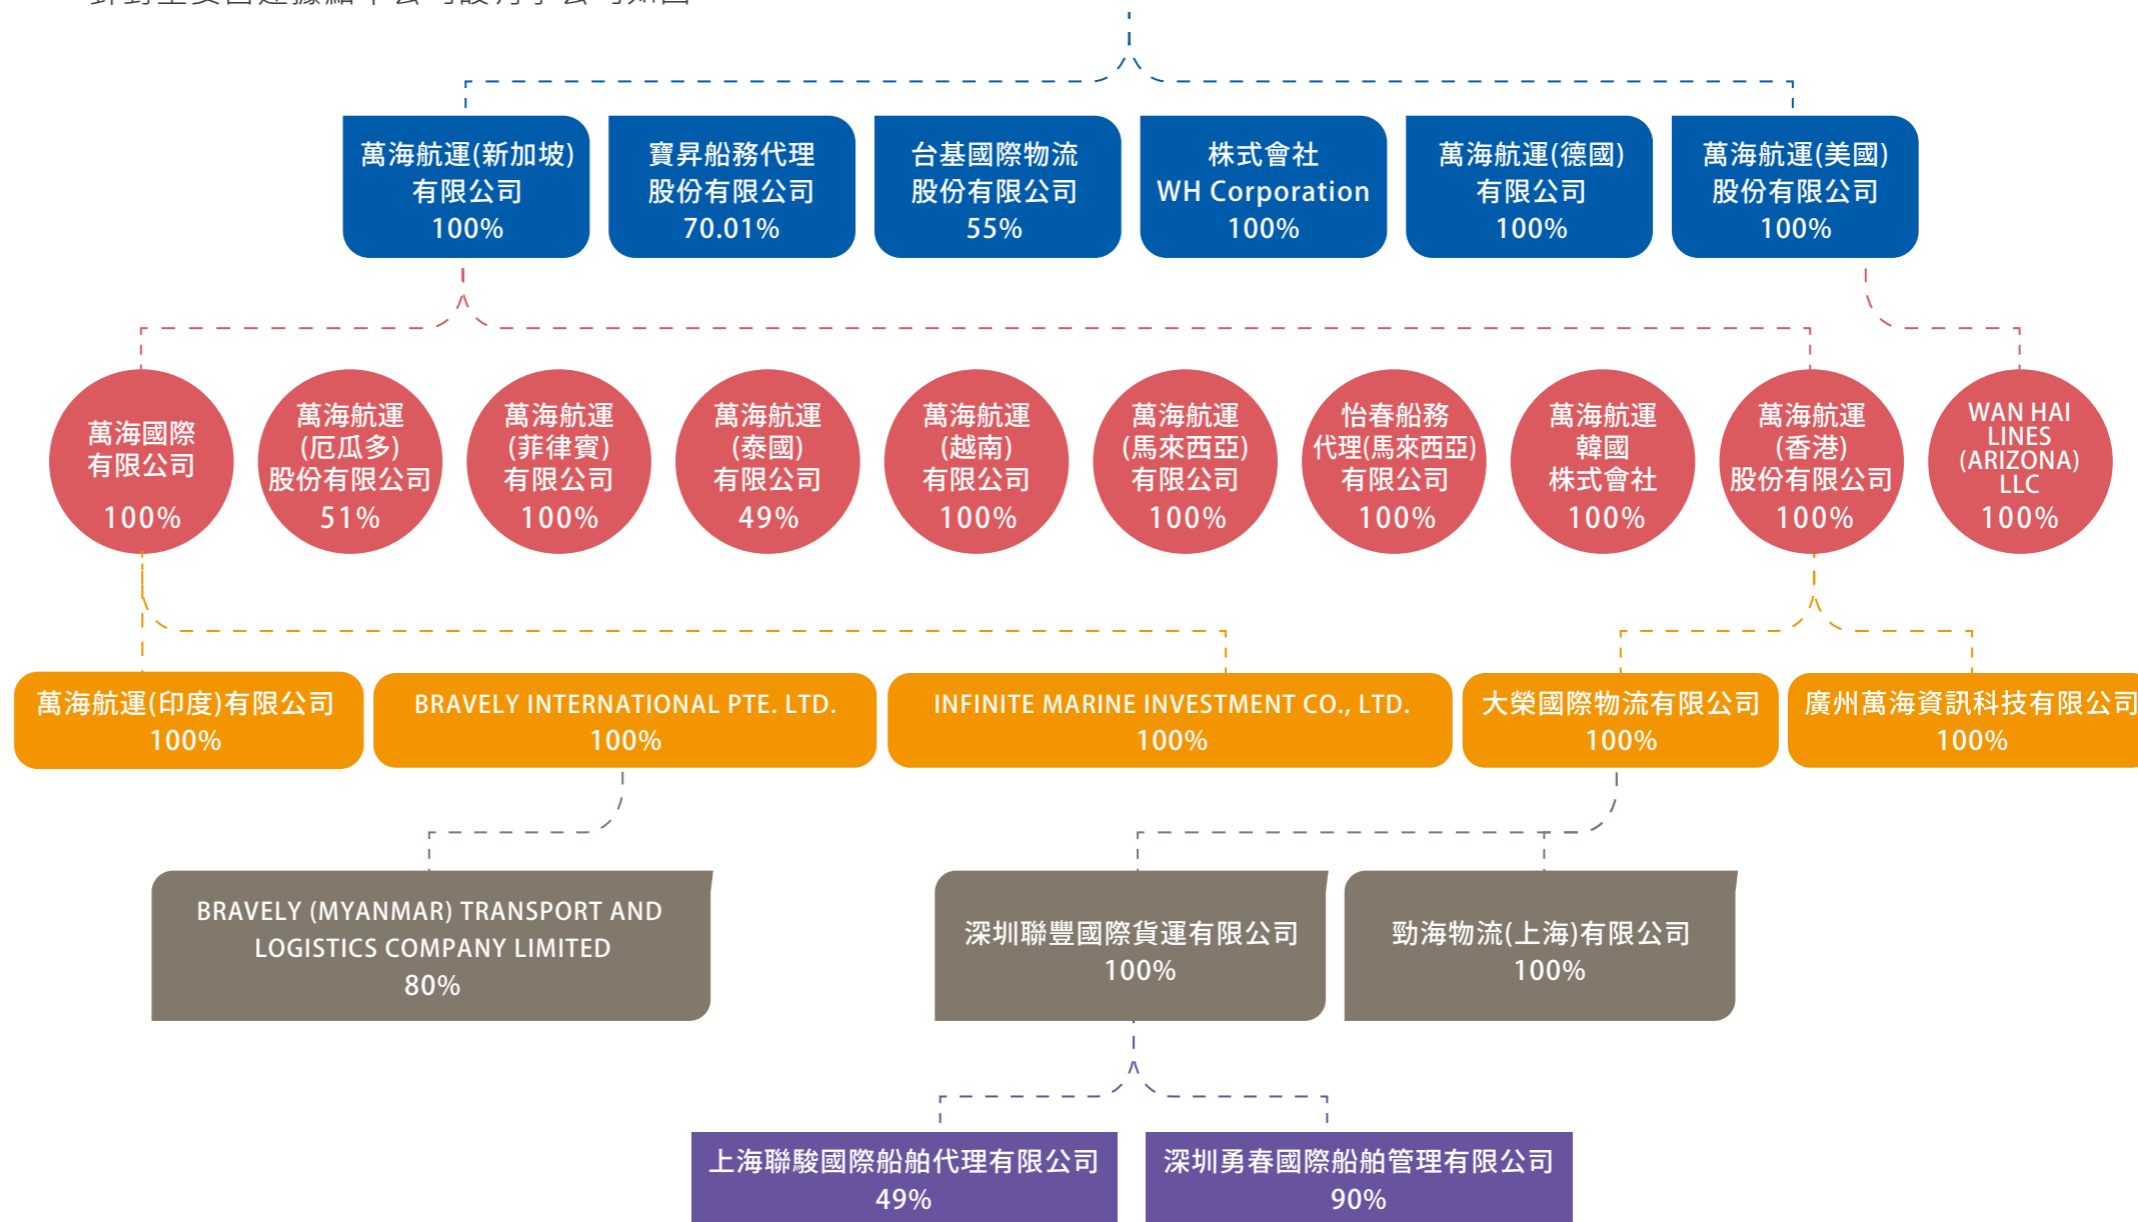 萬海航運(新加坡)
有限公司
100%
寶昇船務代理
股份有限公司
70.01%
台基國際物流
股份有限公司
55%
株式會社
WH Corporation
100%
萬海航運(德國)
有限公司
100%
萬海航運(美國)
股份有限公司
100%
萬海國際
有限公司
100%
萬海航運
(厄瓜多)
股份有限公司
51%
萬海航運
(菲律賓)
有限公司
100%
萬海航運
(泰國)
有限公司
49%
萬海航運
(越南)
有限公司
100%
萬海航運
(馬來西亞)
有限公司
100%
怡春船務
代理(馬來西亞)
有限公司
100%
萬海航運
韓國
株式會社
100%
萬海航運
(香港)
股份有限公司
100%
WAN HAI
LINES
(ARIZONA)
LLC
100%
萬海航運(印度)有限公司
100%
BRAVELY INTERNATIONAL PTE. LTD.
100%
INFINITE MARINE INVESTMENT CO., LTD.
100%
大榮國際物流有限公司
100%
廣州萬海資訊科技有限公司
100%
BRAVELY (MYANMAR) TRANSPORT AND
LOGISTICS COMPANY LIMITED
80%
深圳聯豐國際貨運有限公司
100%
勁海物流(上海)有限公司
100%
上海聯駿國際船舶代理有限公司
49%
深圳勇春國際船舶管理有限公司
90%